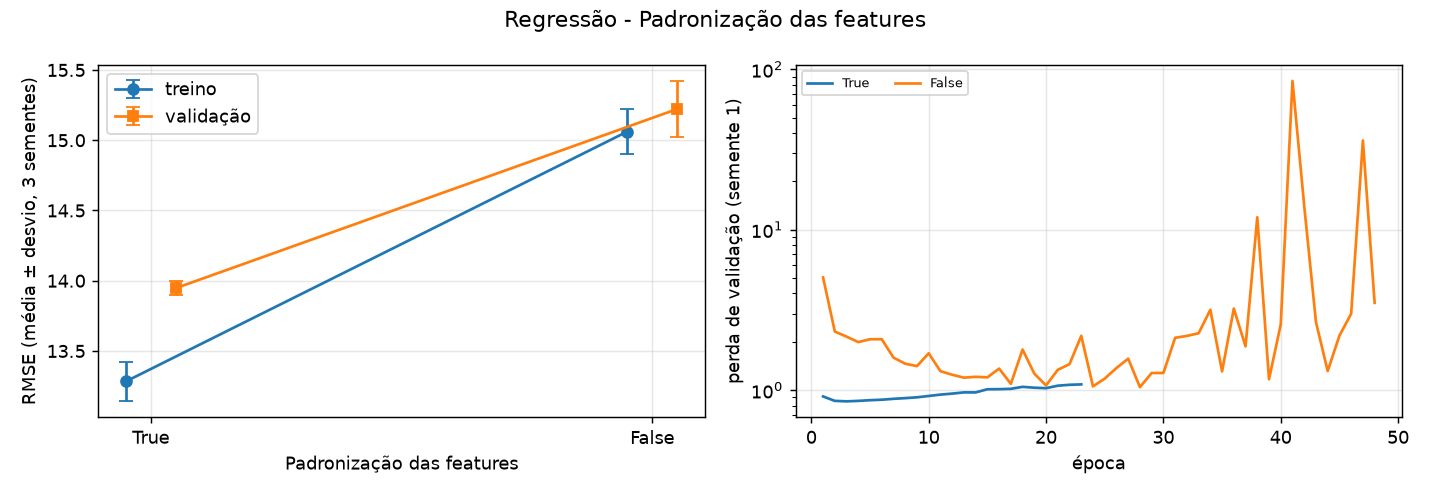 Regressão - Padronização das features
RMSE (média ± desvio, 3 sementes)
15.5
15.0
14.5
14.0
13.5
treino
validação
True
False
Padronização das features
perda de validação (semente 1)
10²
10¹
10⁰
True
False
0
10
20
30
40
50
época